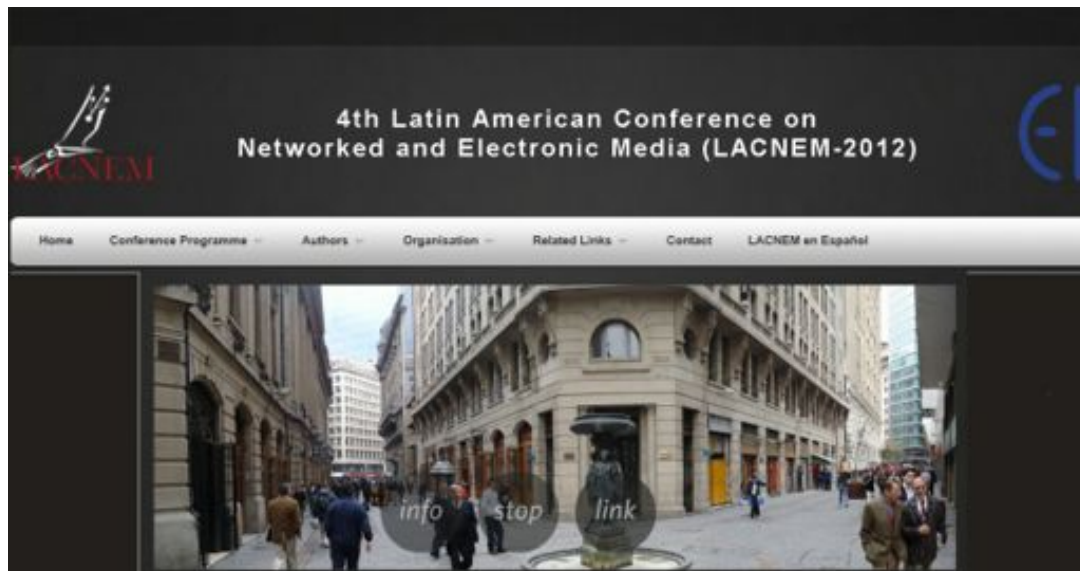 4th Latin American Conference on
Networked and Electronic Media (LACNEM-2012)
LACNEM
Home Conference Programme Authors Organisation Related Links Contact LACNEM en Español
info stop link